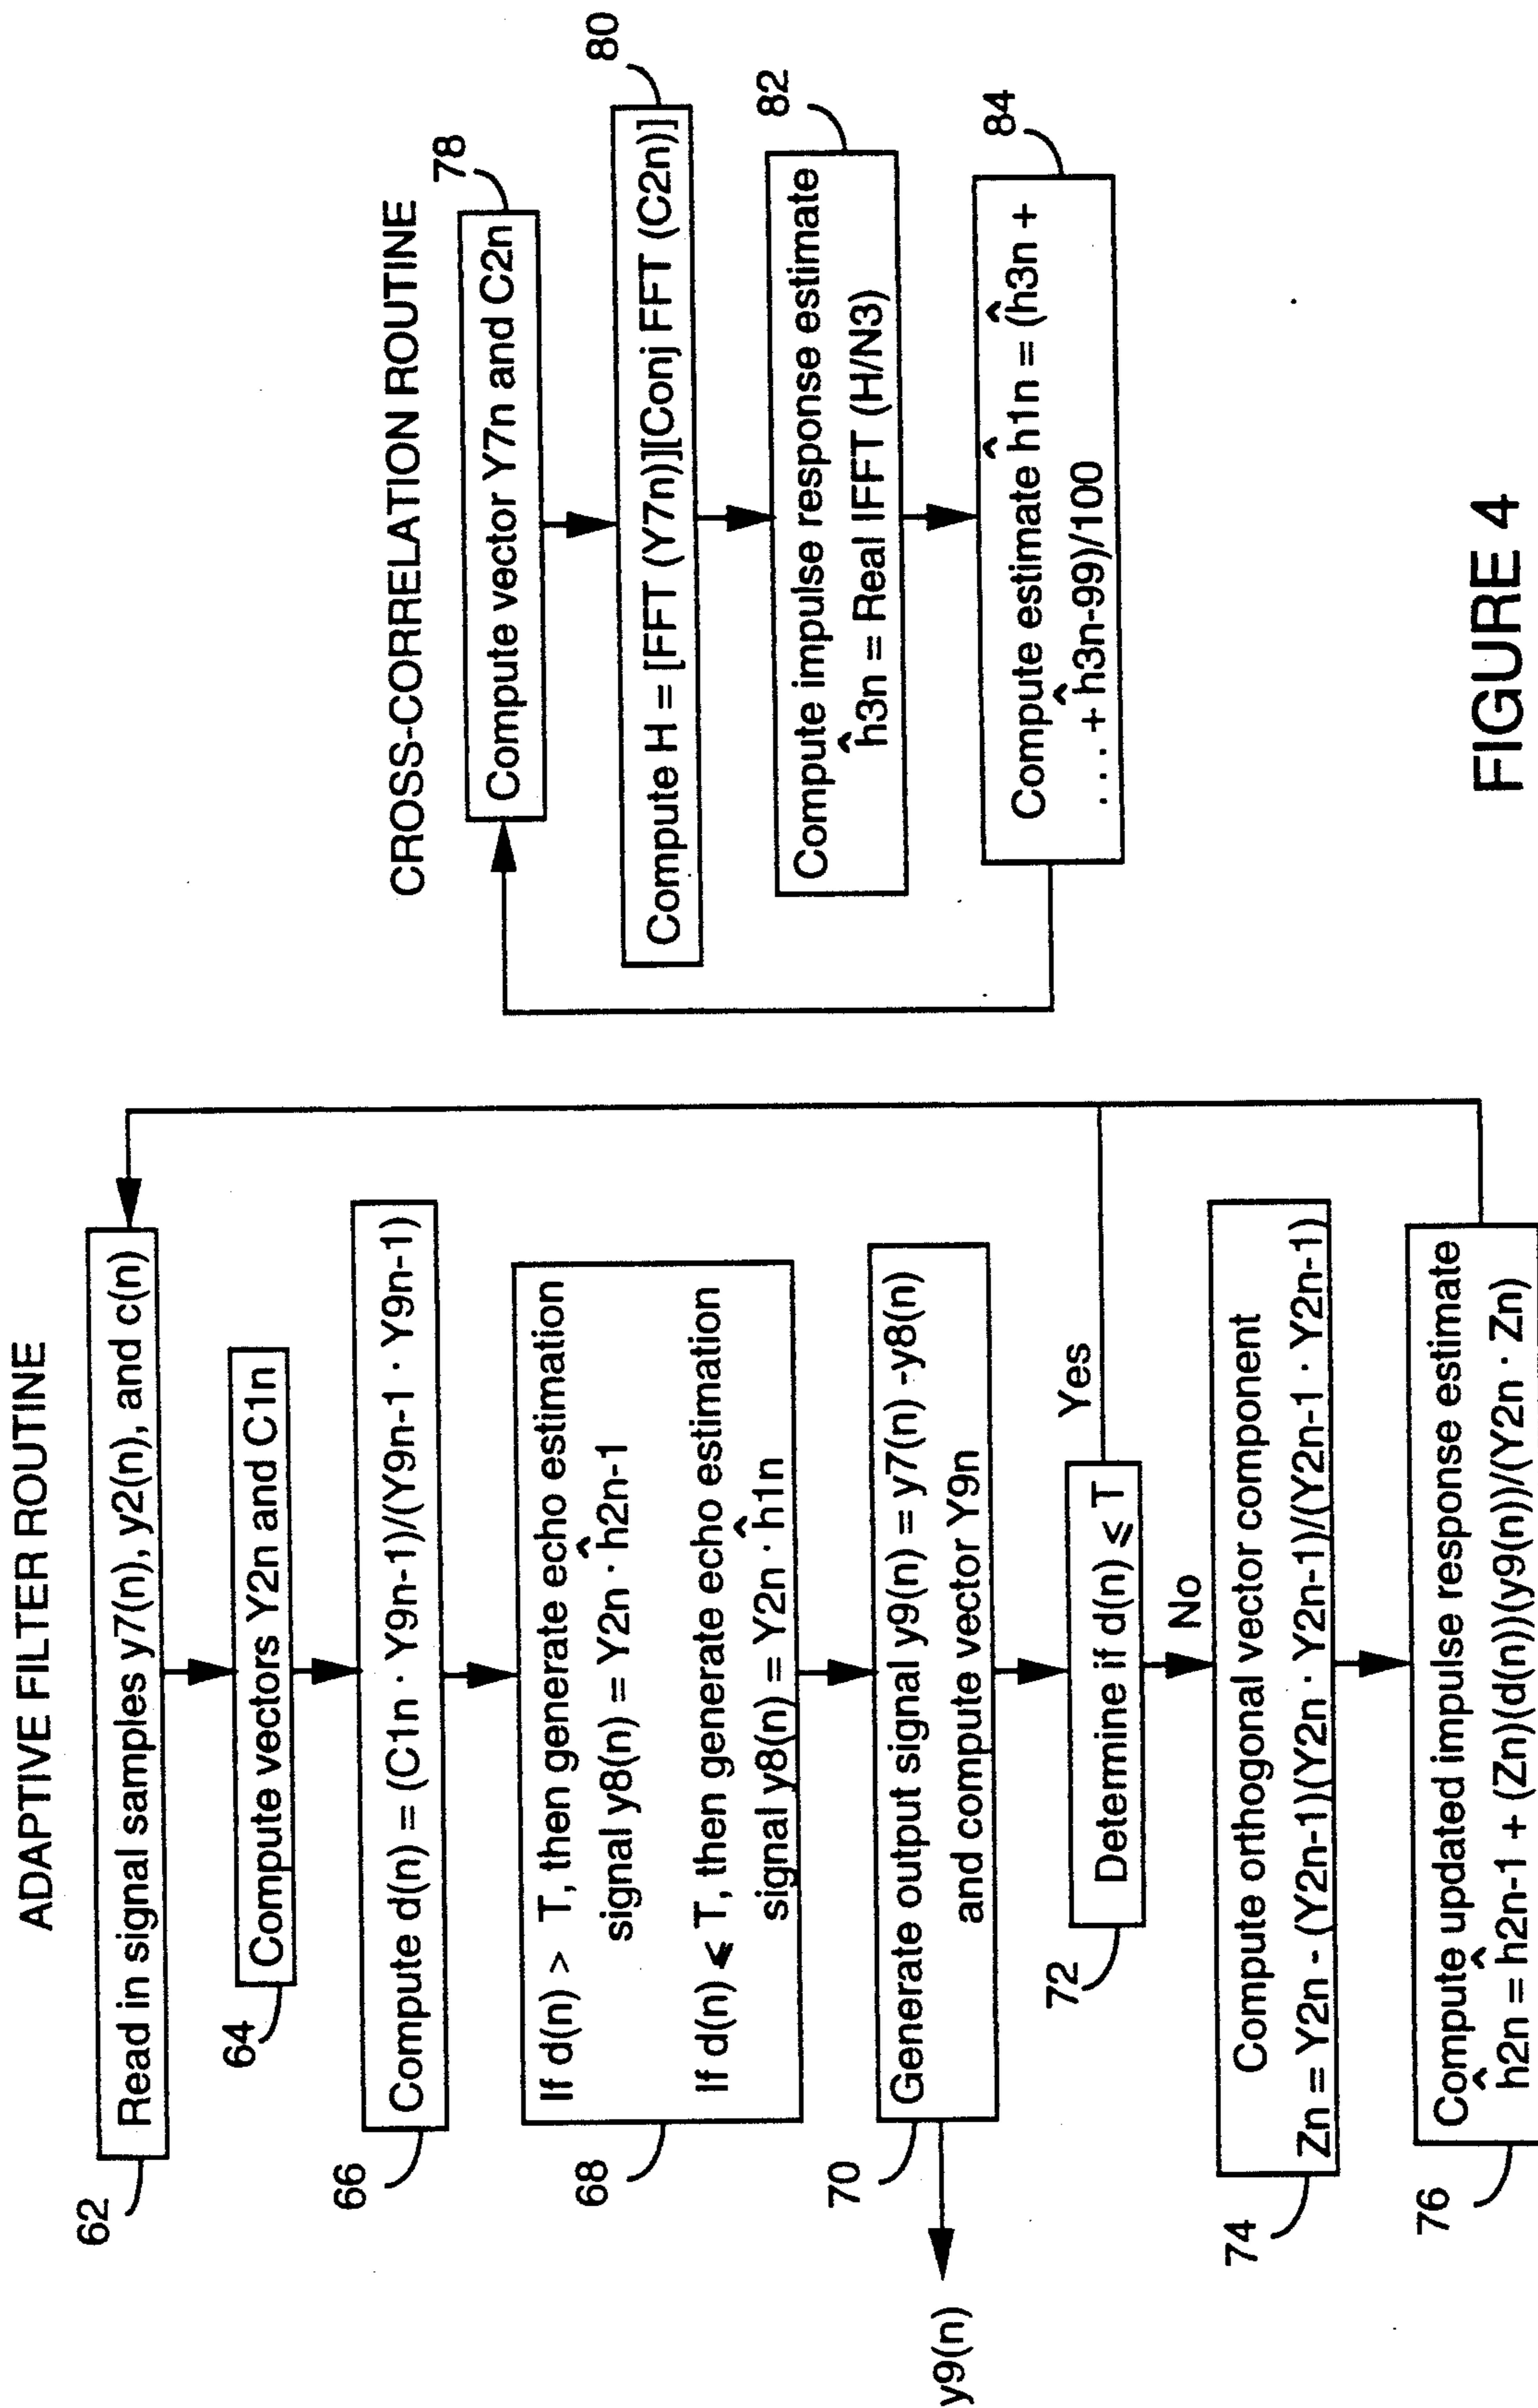 ADAPTIVE FILTER ROUTINE
62
Read in signal samples y7(n), y2(n), and c(n)
64
Compute vectors Y2n and C1n
66
Compute d(n) = (C1n · Y9n-1)/(Y9n-1 · Y9n-1)
68
If d(n) > T, then generate echo estimation
signal y8(n) = Y2n · ĥ2n-1
If d(n) ⩽ T, then generate echo estimation
signal y8(n) = Y2n · ĥ1n
70
Generate output signal y9(n) = y7(n) -y8(n)
and compute vector Y9n
y9(n)
72
Determine if d(n) ⩽ T
Yes
No
74
Compute orthogonal vector component
Zn = Y2n - (Y2n-1)(Y2n · Y2n-1)/(Y2n-1 · Y2n-1)
76
Compute updated impulse response estimate
ĥ2n = ĥ2n-1 + (Zn)(d(n))(y9(n))/(Y2n · Zn)
CROSS-CORRELATION ROUTINE
78
Compute vector Y7n and C2n
80
Compute H = [FFT (Y7n)][Conj FFT (C2n)]
82
Compute impulse response estimate
ĥ3n = Real IFFT (H/N3)
84
Compute estimate ĥ1n = (ĥ3n +
. . . + ĥ3n-99)/100
FIGURE 4